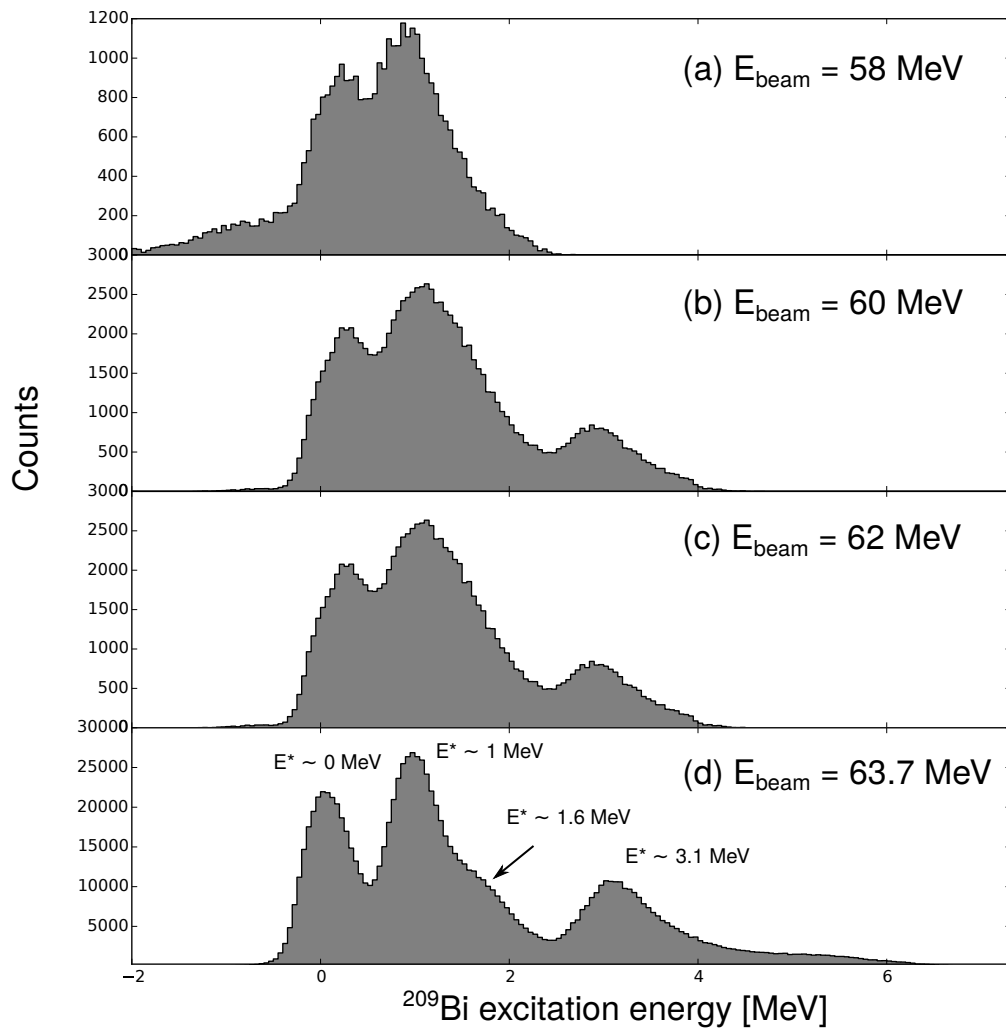 1200
1000
800
600
400
200
0
(a) E_beam = 58 MeV
3000
2500
2000
1500
1000
500
0
(b) E_beam = 60 MeV
3000
2500
2000
1500
1000
500
0
(c) E_beam = 62 MeV
30000
25000
20000
15000
10000
5000
E* ~ 0 MeV
E* ~ 1 MeV
(d) E_beam = 63.7 MeV
E* ~ 1.6 MeV
E* ~ 3.1 MeV
−2 0 2 4 6
Counts
²⁰⁹Bi excitation energy [MeV]